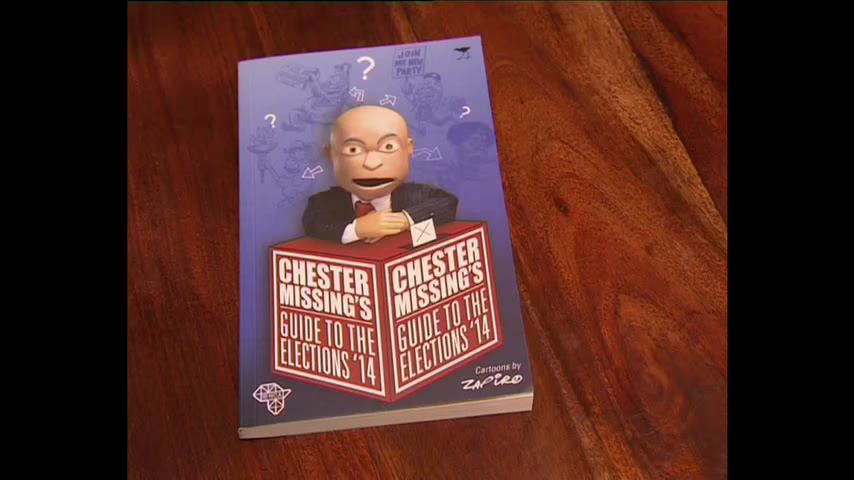 JOIN
ME NEW
PARTY
?
?
?
CHESTER
MISSING'S
GUIDE TO THE
ELECTIONS '14
CHESTER
MISSING'S
GUIDE TO THE
ELECTIONS '14
Cartoons by
ZAPIRO